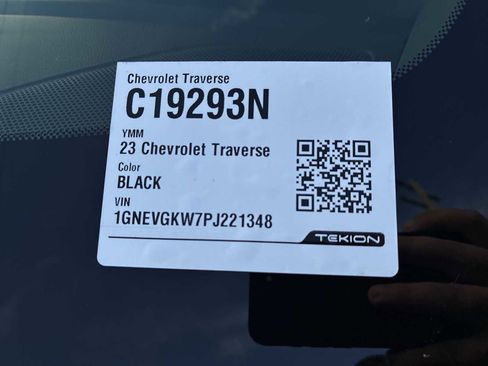 Chevrolet Traverse
C19293N
YMM
23 Chevrolet Traverse
Color
BLACK
VIN
1GNEVGKW7PJ221348
TEKION